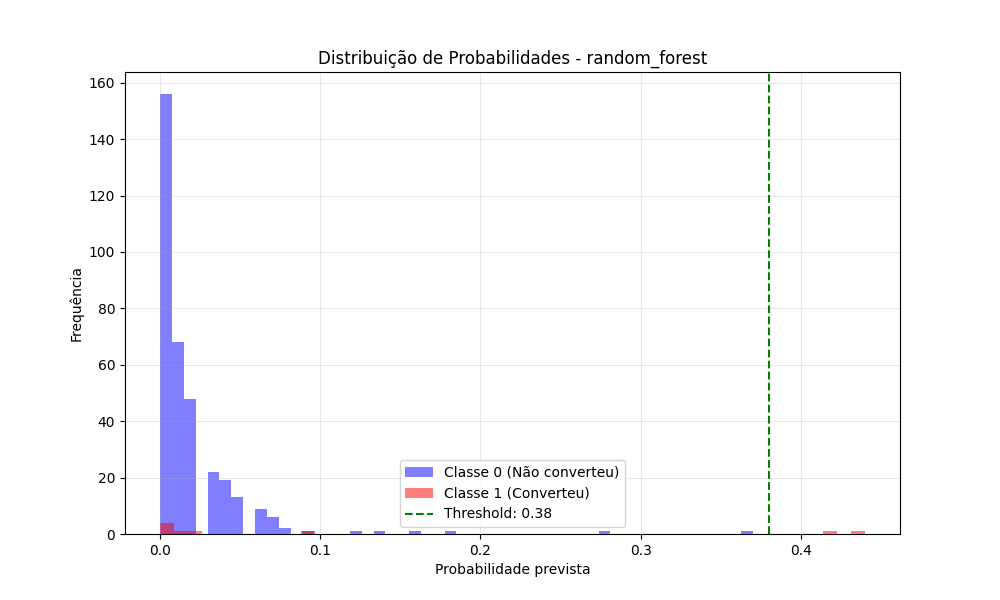 Distribuição de Probabilidades - random_forest
Frequência
160
140
120
100
80
60
40
20
0
Classe 0 (Não converteu)
Classe 1 (Converteu)
Threshold: 0.38
0.0 0.1 0.2 0.3 0.4
Probabilidade prevista